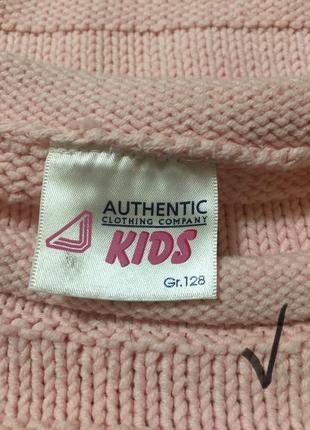 AUTHENTIC
CLOTHING COMPANY
KIDS
Gr.128